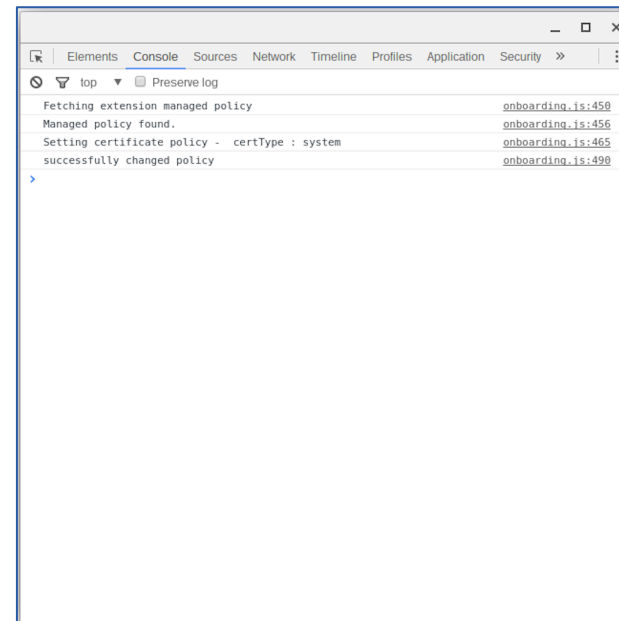 Elements Console Sources Network Timeline Profiles Application Security »
top ▼ Preserve log
Fetching extension managed policy onboarding.js:450
Managed policy found. onboarding.js:456
Setting certificate policy -  certType : system onboarding.js:465
successfully changed policy onboarding.js:490
>